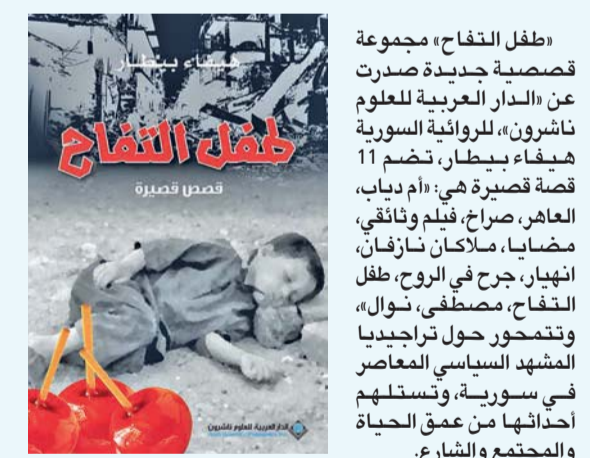 هيفاء بيطار
طفل التفاح
قصص قصيرة
الدار العربية للعلوم ناشرون
«طفل التفاح» مجموعة
قصصية جديدة صدرت
عن «الدار العربية للعلوم
ناشرون»، للروائية السورية
هيفاء بيطار، تضم 11
قصة قصيرة هي: «أم دياب،
العاهر، صراخ، فيلم وثائقي،
مضايا، ملاكان نازفان،
انهيار، جرح في الروح، طفل
التفاح، مصطفى، نوال»،
وتتمحور حول تراجيديا
المشهد السياسي المعاصر
في سورية، وتستلهم
أحداثها من عمق الحياة
والمجتمع والشارع.